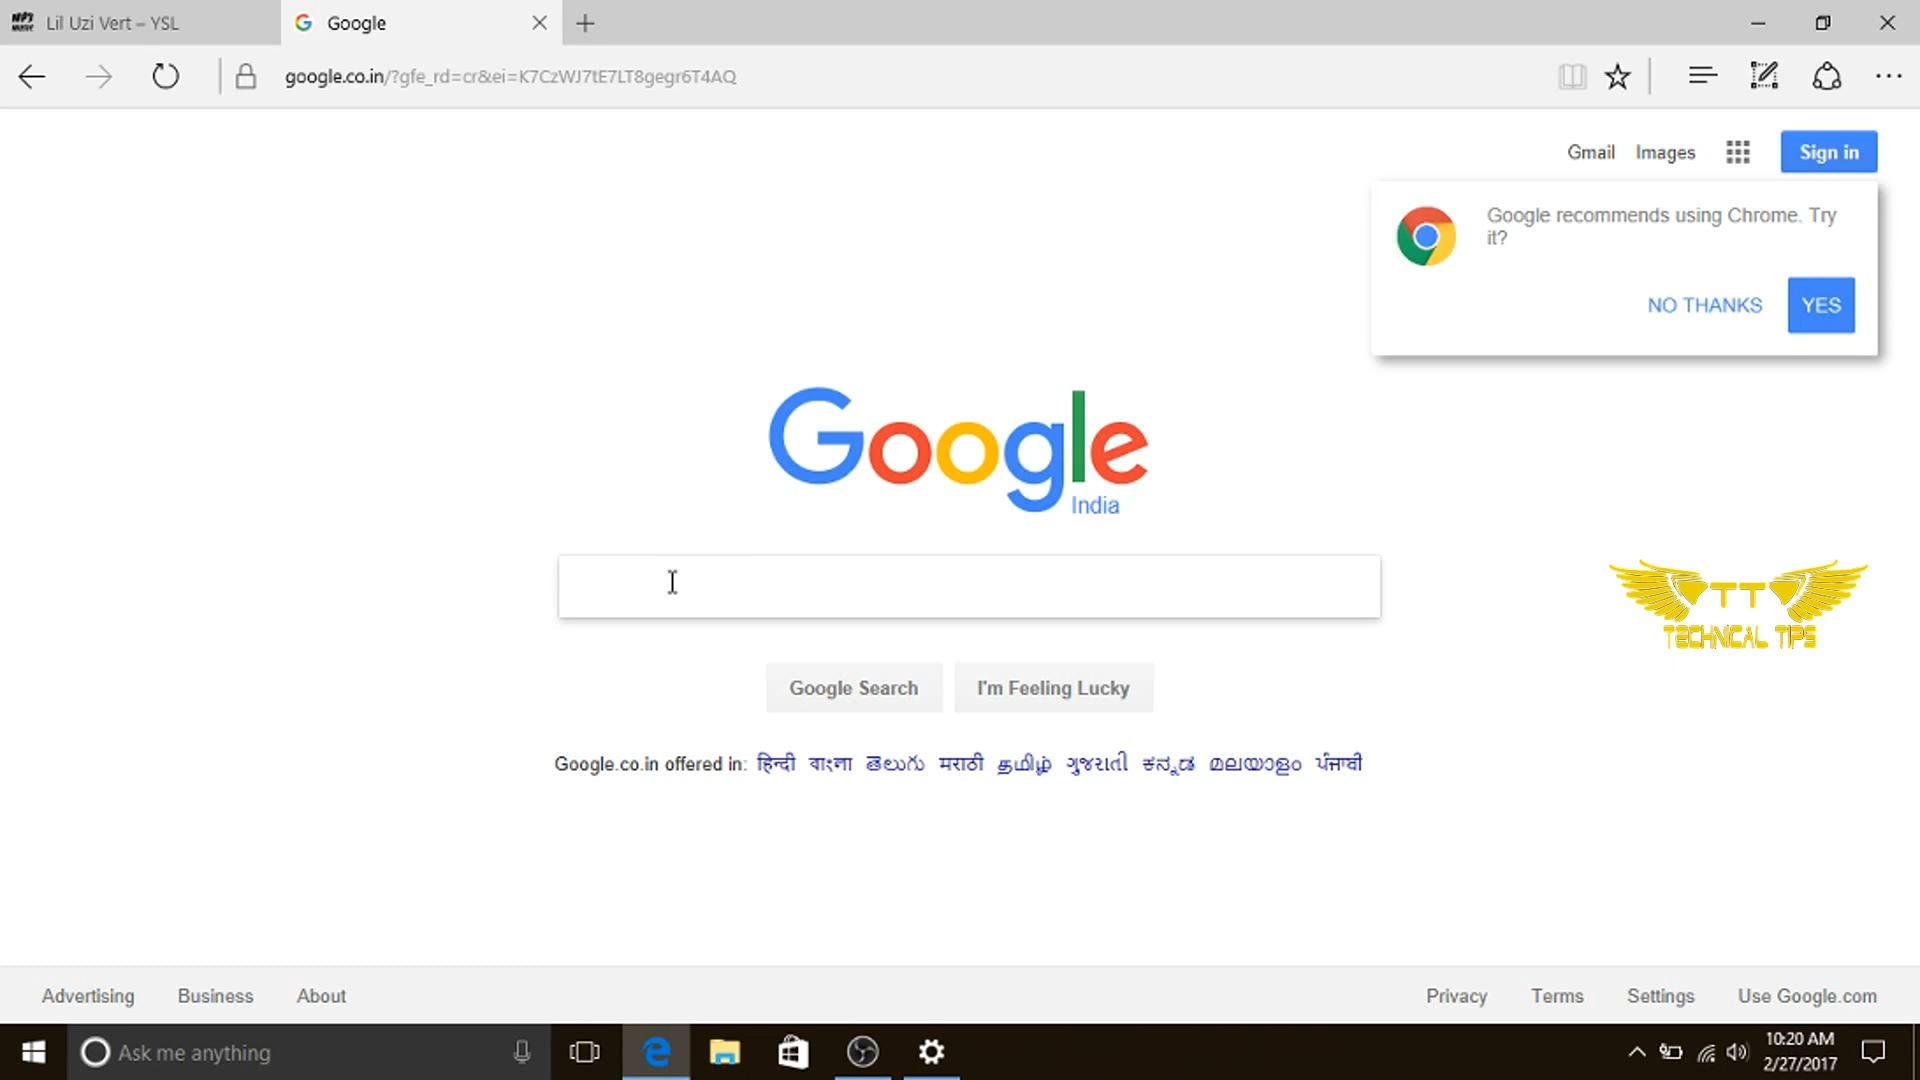 Lil Uzi Vert – YSL
Google
google.co.in/?gfe_rd=cr&ei=K7CzWJ7tE7LT8gegr6T4AQ
Gmail Images Sign in
Google recommends using Chrome. Try
it?
NO THANKS YES
Google
India
TT
TECHNICAL TIPS
Google Search I'm Feeling Lucky
Google.co.in offered in: हिन्दी বাংলা తెలుగు मराठी தமிழ் ગુજરાતી ಕನ್ನಡ മലയാളം ਪੰਜਾਬੀ
Advertising Business About Privacy Terms Settings Use Google.com
Ask me anything
10:20 AM
2/27/2017